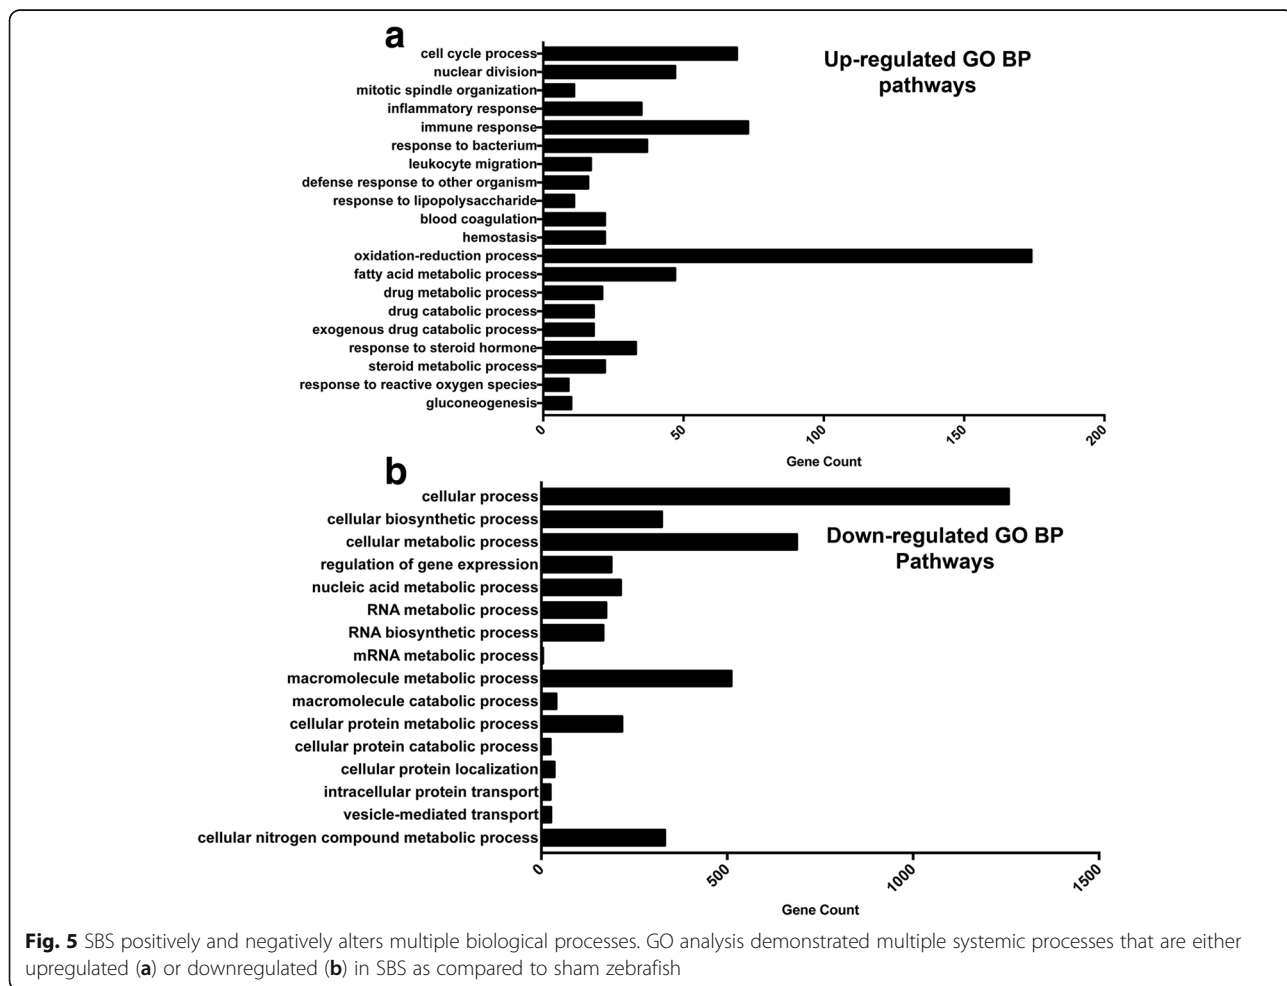 a
Up-regulated GO BP
pathways
cell cycle process
nuclear division
mitotic spindle organization
inflammatory response
immune response
response to bacterium
leukocyte migration
defense response to other organism
response to lipopolysaccharide
blood coagulation
hemostasis
oxidation-reduction process
fatty acid metabolic process
drug metabolic process
drug catabolic process
exogenous drug catabolic process
response to steroid hormone
steroid metabolic process
response to reactive oxygen species
gluconeogenesis
0 50 100 150 200
Gene Count
b
Down-regulated GO BP
Pathways
cellular process
cellular biosynthetic process
cellular metabolic process
regulation of gene expression
nucleic acid metabolic process
RNA metabolic process
RNA biosynthetic process
mRNA metabolic process
macromolecule metabolic process
macromolecule catabolic process
cellular protein metabolic process
cellular protein catabolic process
cellular protein localization
intracellular protein transport
vesicle-mediated transport
cellular nitrogen compound metabolic process
0 500 1000 1500
Gene Count
Fig. 5 SBS positively and negatively alters multiple biological processes. GO analysis demonstrated multiple systemic processes that are either
upregulated (a) or downregulated (b) in SBS as compared to sham zebrafish